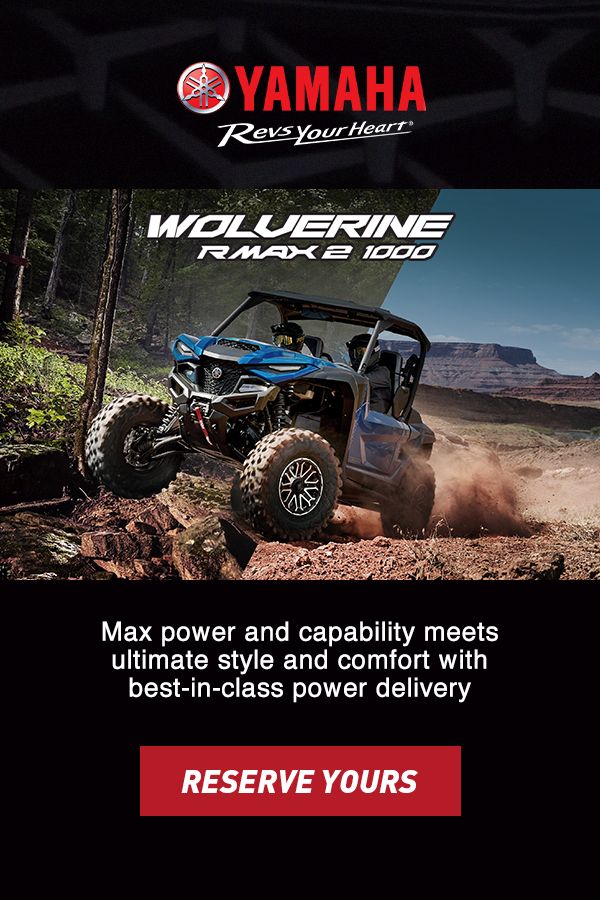 YAMAHA
Revs Your Heart®
WOLVERINE
RMAX 2 1000
Max power and capability meets
ultimate style and comfort with
best-in-class power delivery
RESERVE YOURS